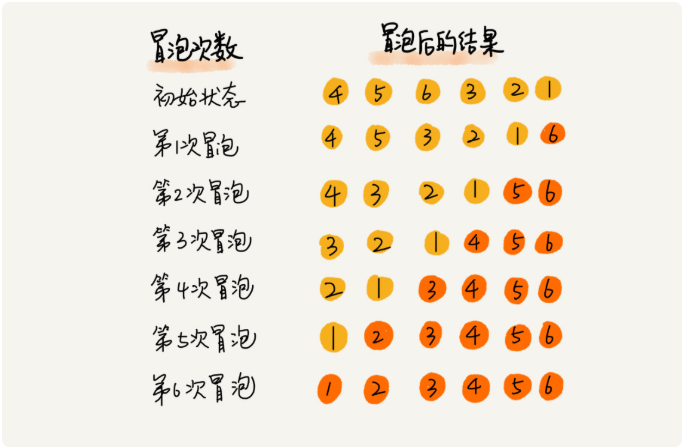 冒泡次数 冒泡后的结果
初始状态 4 5 6 3 2 1
第1次冒泡 4 5 3 2 1 6
第2次冒泡 4 3 2 1 5 6
第3次冒泡 3 2 1 4 5 6
第4次冒泡 2 1 3 4 5 6
第5次冒泡 1 2 3 4 5 6
第6次冒泡 1 2 3 4 5 6